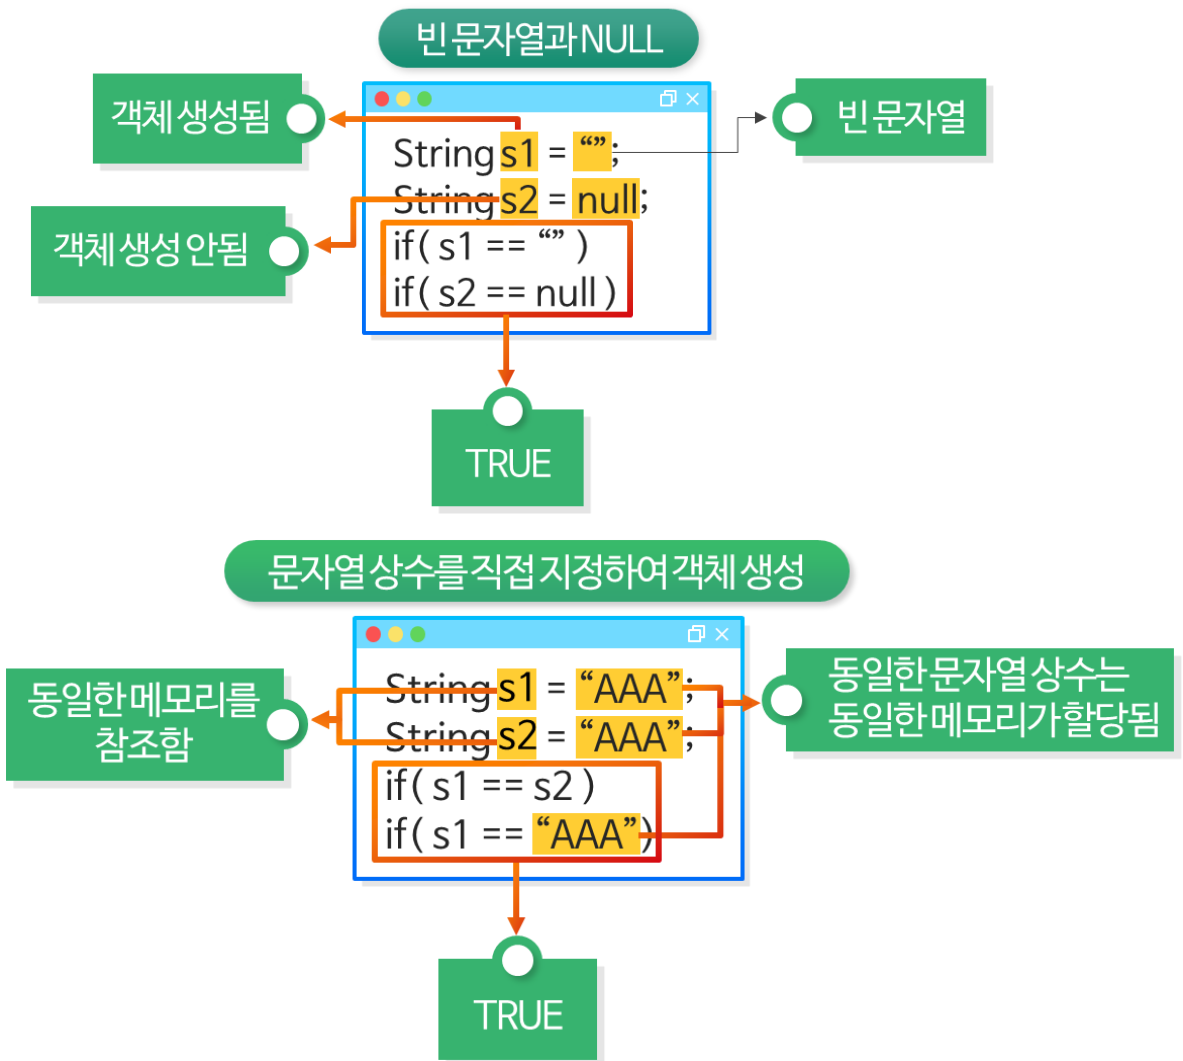 빈 문자열과 NULL
객체 생성됨
String s1 = “”;
빈 문자열
String s2 = null;
객체 생성 안됨
if( s1 == “” )
if( s2 == null )
TRUE
문자열 상수를 직접 지정하여 객체 생성
동일한 메모리를
참조함
String s1 = “AAA”;
String s2 = “AAA”;
동일한 문자열 상수는
동일한 메모리가 할당됨
if( s1 == s2 )
if( s1 == “AAA”)
TRUE